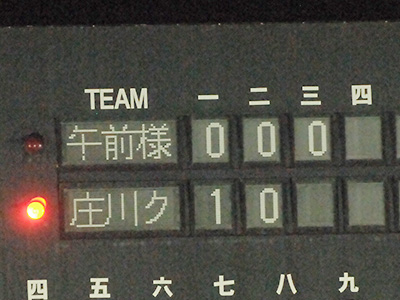 TEAM 一 二 三 四
午前様 0 0 0
庄川ク 1 0
四 五 六 七 八 九